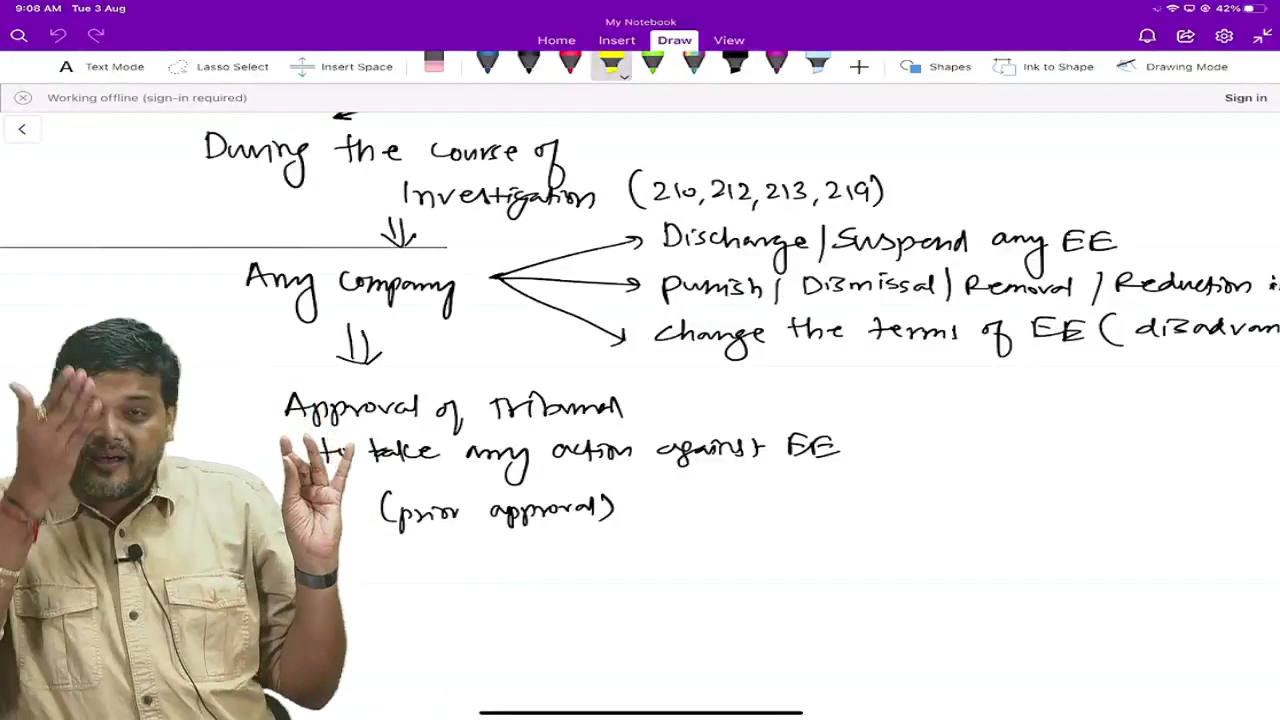 9:08 AM Tue 3 Aug
42%
My Notebook
Home Insert Draw View
Text Mode Lasso Select Insert Space Shapes Ink to Shape Drawing Mode
Working offline (sign-in required) Sign in
During the course of
Investigation (210, 212, 213, 219)
Discharge/Suspend any EE
Any company
Punish/ Dismissal/ Removal/ Reduction
Change the terms of EE (
Approval of Tribunal
to take any action against EE
(prior approval)